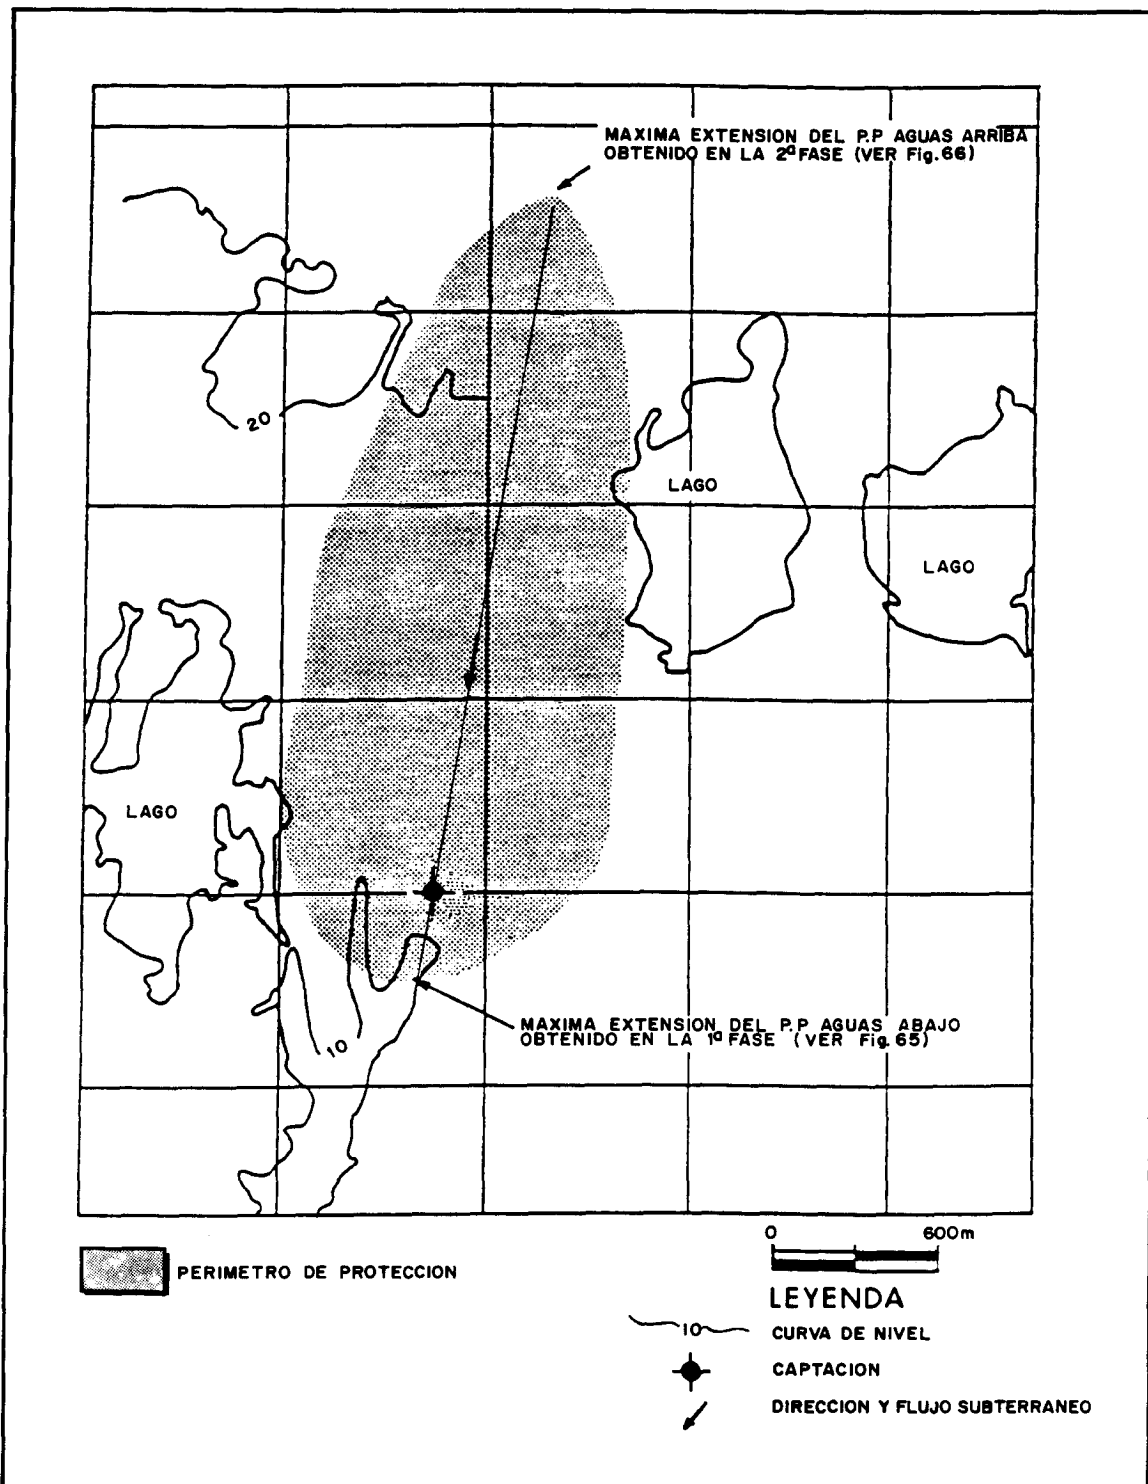 MAXIMA EXTENSION DEL P.P AGUAS ARRIBA
OBTENIDO EN LA 2ª FASE (VER Fig. 66)
20
LAGO
LAGO
LAGO
10
MAXIMA EXTENSION DEL P.P AGUAS ABAJO
OBTENIDO EN LA 1ª FASE (VER Fig. 65)
0 600m
PERIMETRO DE PROTECCION
LEYENDA
10 CURVA DE NIVEL
CAPTACION
DIRECCION Y FLUJO SUBTERRANEO